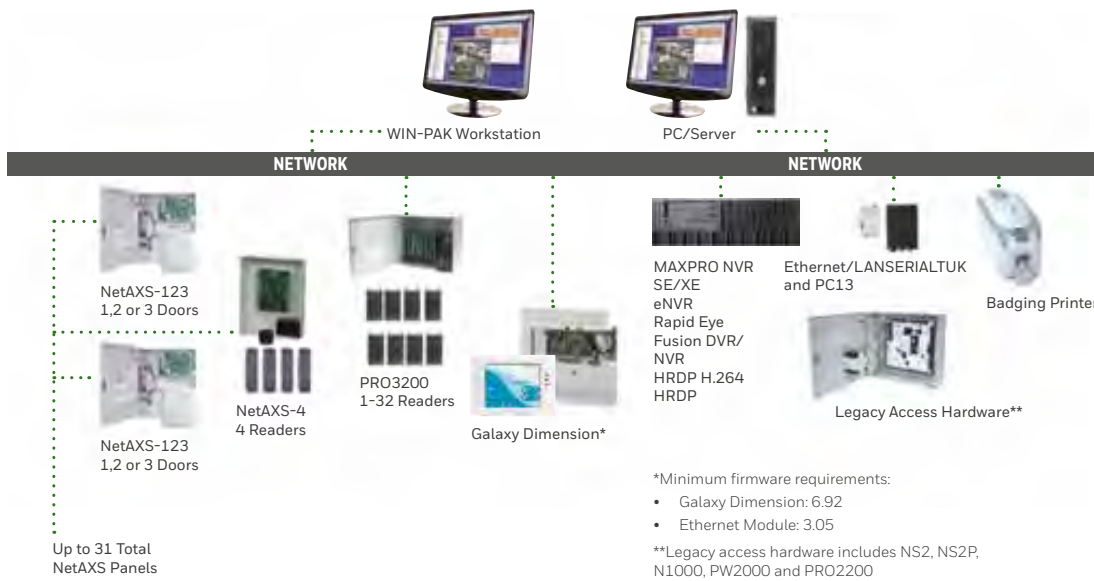 WIN-PAK Workstation
PC/Server
NETWORK
NETWORK
NetAXS-123
1,2 or 3 Doors
NetAXS-4
4 Readers
NetAXS-123
1,2 or 3 Doors
Up to 31 Total
NetAXS Panels
PRO3200
1-32 Readers
Galaxy Dimension*
MAXPRO NVR
SE/XE
eNVR
Rapid Eye
Fusion DVR/
NVR
HRDP H.264
HRDP
Ethernet/LANSERIALTUK
and PC13
Badging Printer
Legacy Access Hardware**
*Minimum firmware requirements:
• Galaxy Dimension: 6.92
• Ethernet Module: 3.05
**Legacy access hardware includes NS2, NS2P,
N1000, PW2000 and PRO2200